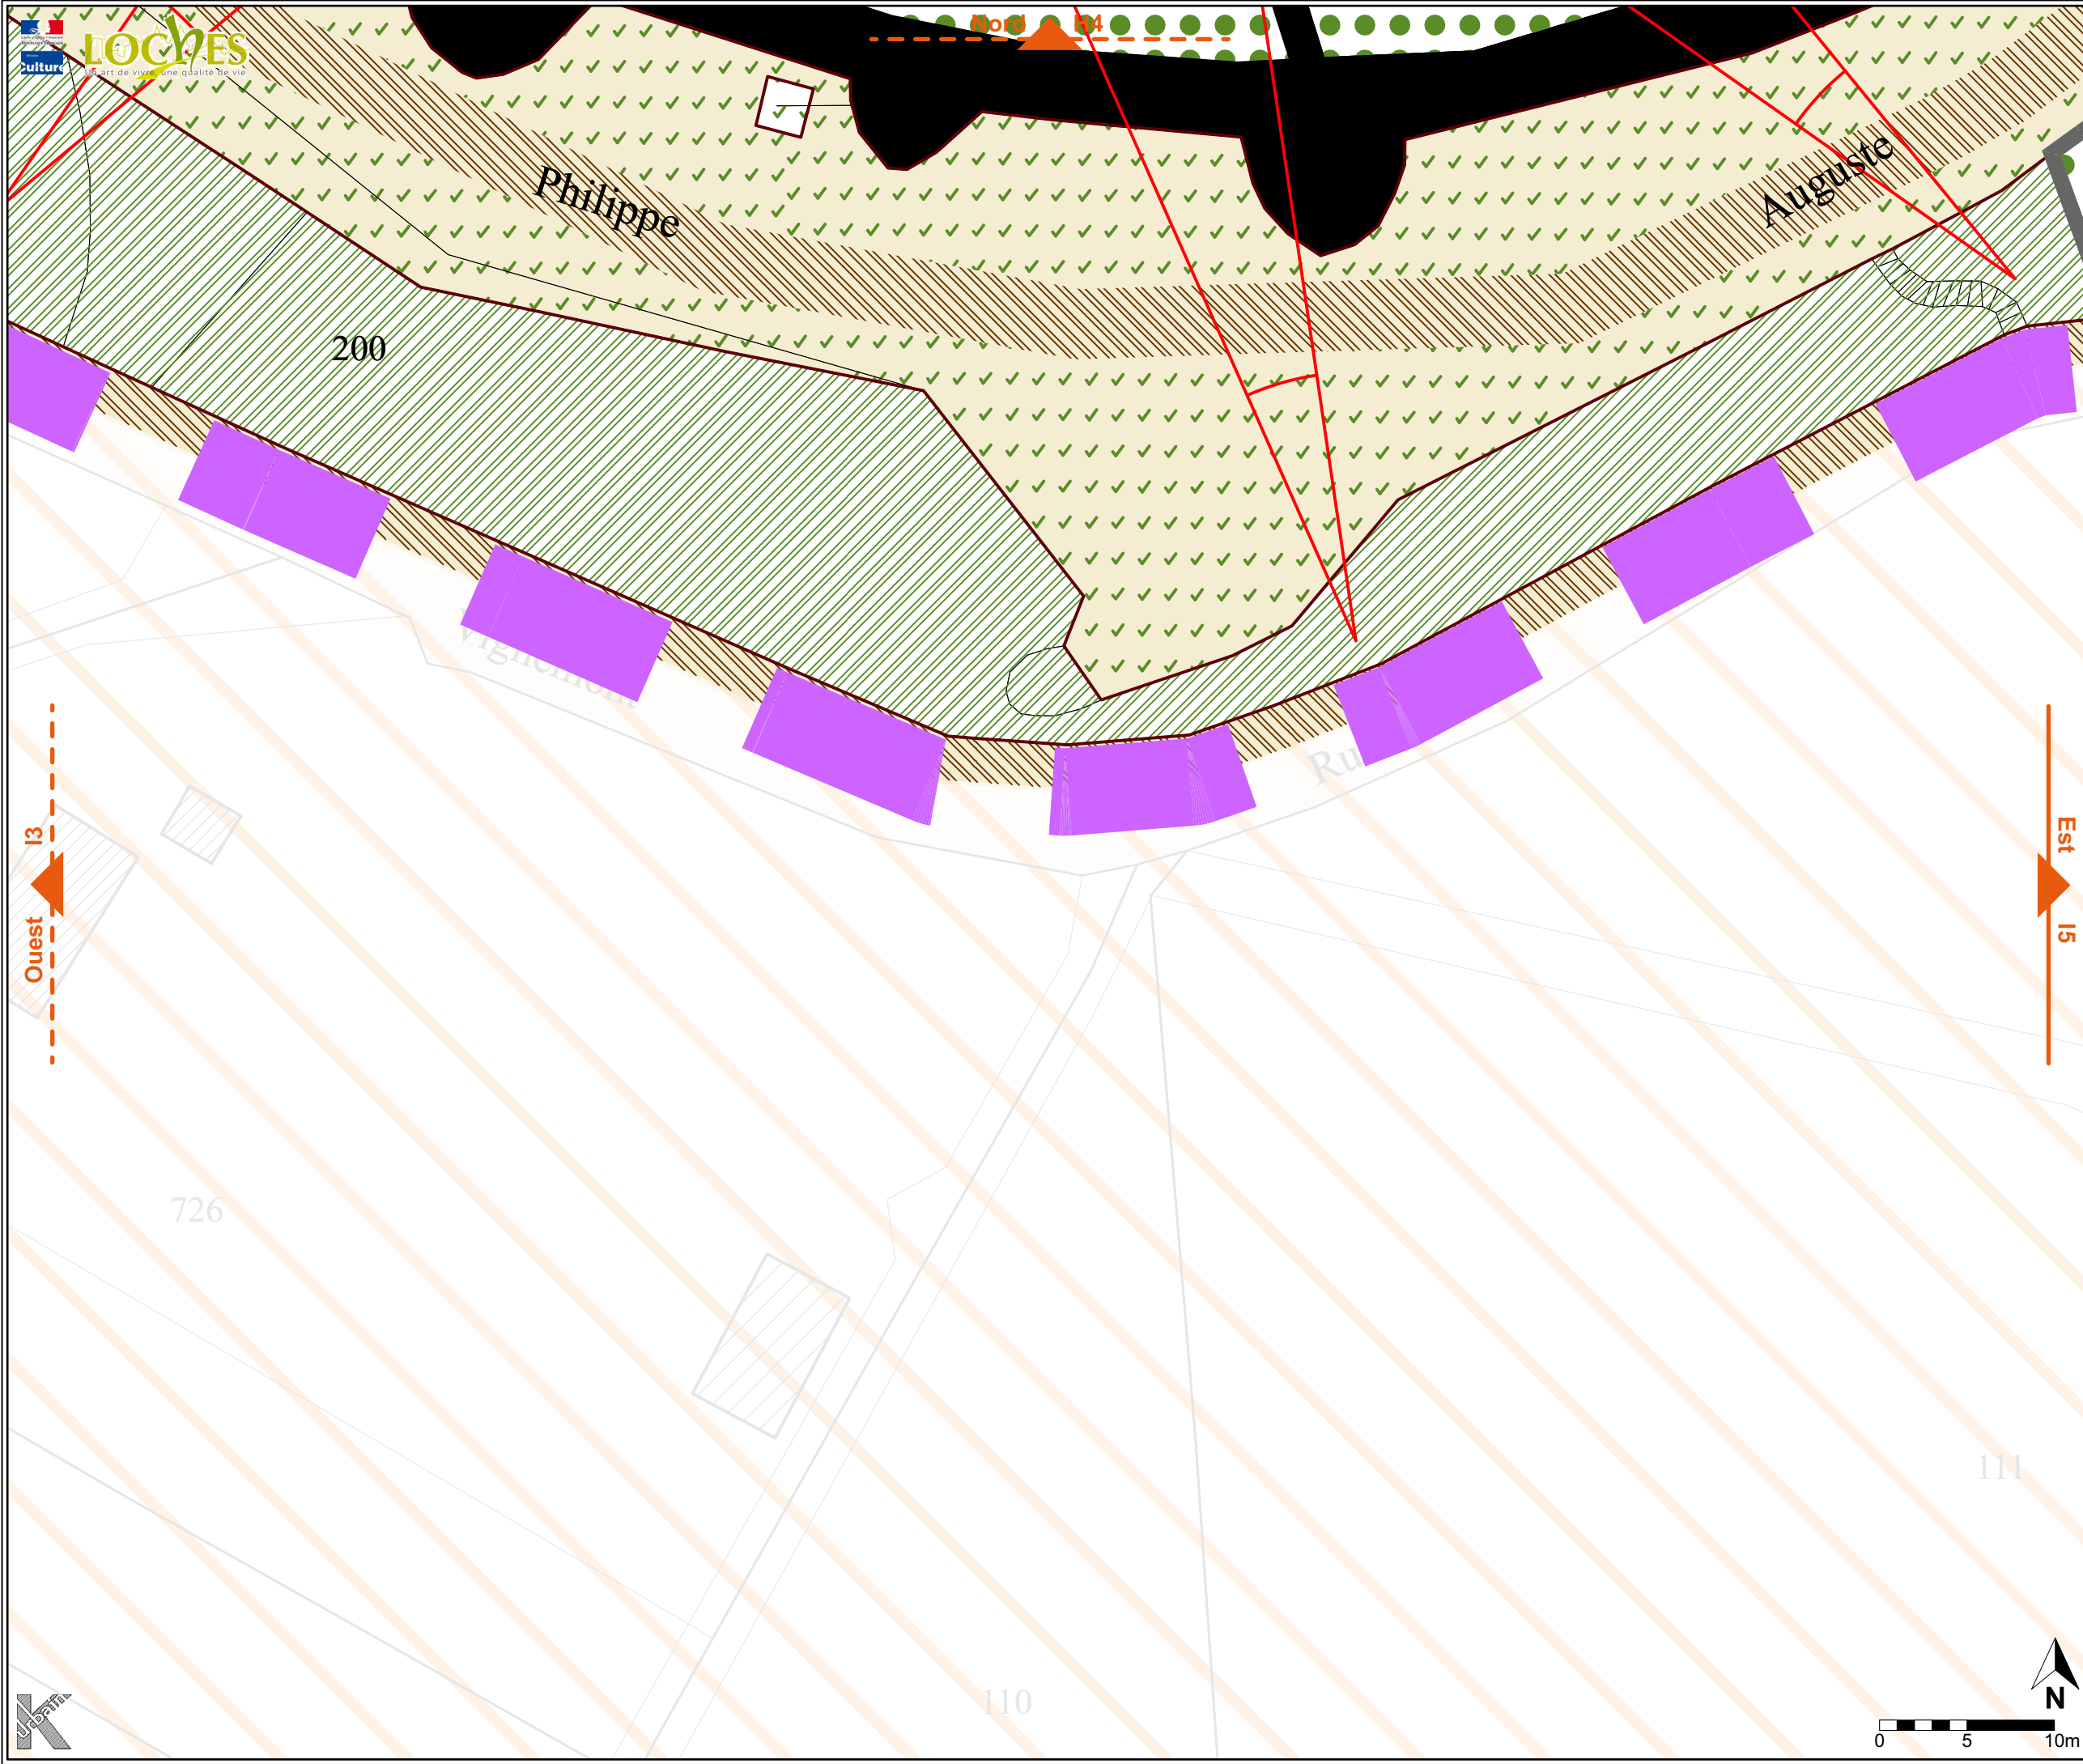 LOCHES
Un art de vivre, une qualité de vie
Culture
Nord H4
Philippe
Auguste
200
Vignemont
Ru
Ouest I3
Est I5
726
111
110
Urbanim
K
N
0 5 10m